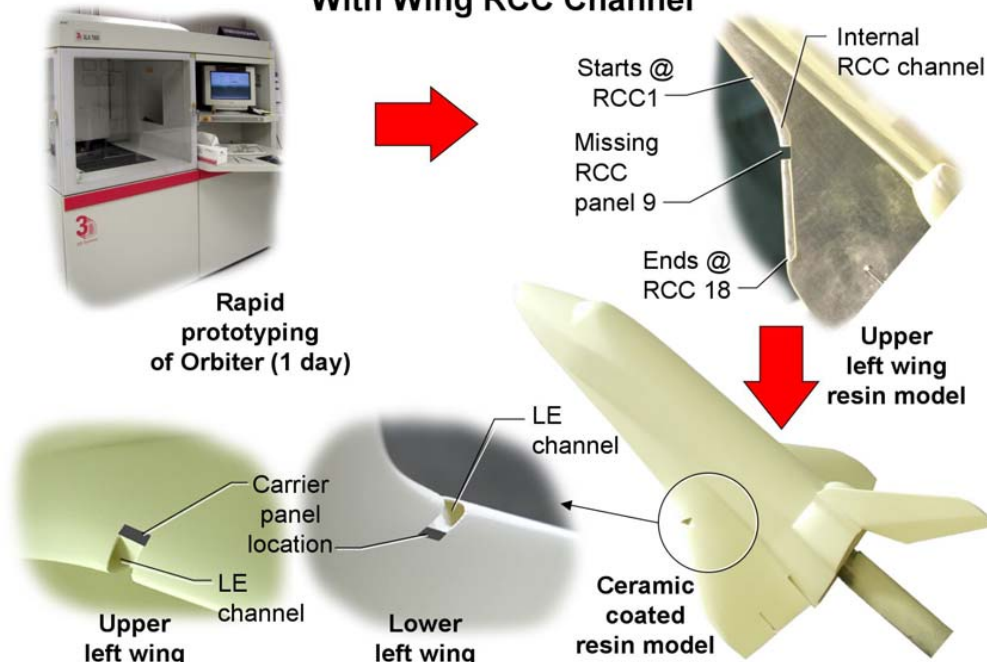 With Wing RCC Channel
Internal
RCC channel
Starts @
RCC1
Missing
RCC
panel 9
Ends @
RCC 18
Rapid
prototyping
of Orbiter (1 day)
Upper
left wing
resin model
LE
channel
Carrier
panel
location
LE
channel
Upper
left wing
Lower
left wing
Ceramic
coated
resin model